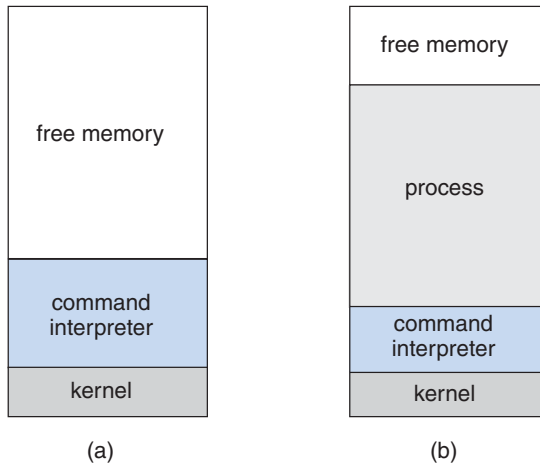 free memory
command
interpreter
kernel
(a)
free memory
process
command
interpreter
kernel
(b)